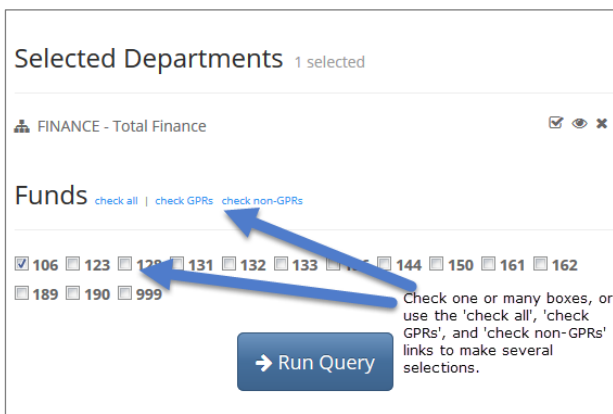 Selected Departments 1 selected
FINANCE - Total Finance
Funds check all | check GPRs check non-GPRs
106 123 128 131 132 133 144 150 161 162
189 190 999
Check one or many boxes, or
use the 'check all', 'check
GPRs', and 'check non-GPRs'
links to make several
selections.
Run Query